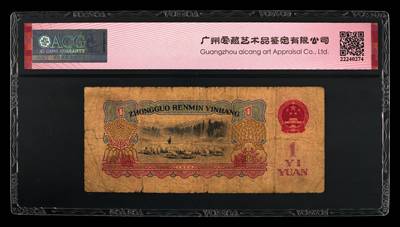 ACG
广州爱藏艺术品鉴定有限公司
Guangzhou aicang art Appraisal Co., Ltd.
22240274
ZHONGGUO RENMIN YINHANG
1
1
YI
YUAN